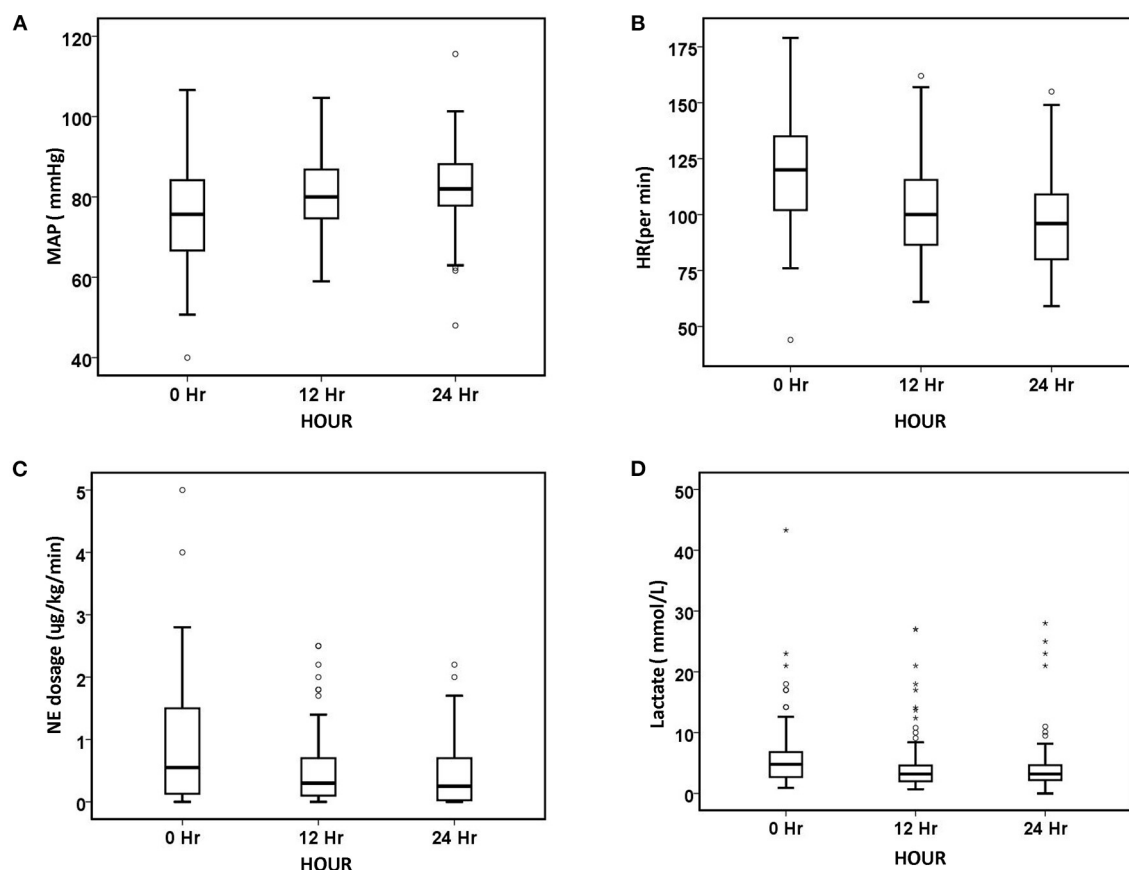 A
120
100
80
60
40
MAP ( mmHg)
0 Hr
12 Hr
24 Hr
HOUR
B
175
150
125
100
75
50
HR(per min)
0 Hr
12 Hr
24 Hr
HOUR
C
5
4
3
2
1
0
NE dosage (ug/kg/min)
0 Hr
12 Hr
24 Hr
HOUR
D
50
40
30
20
10
0
Lactate ( mmol/L)
0 Hr
12 Hr
24 Hr
HOUR